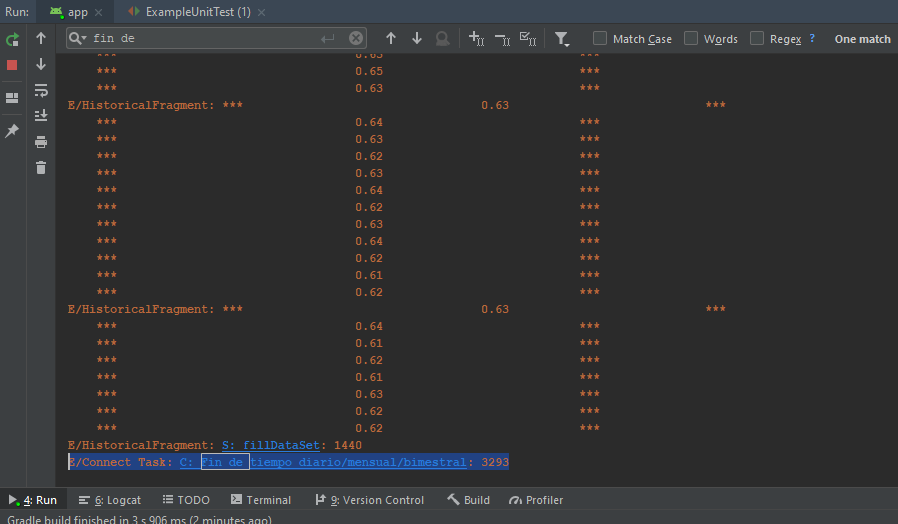 Run: app × ExampleUnitTest (1) ×
fin de Match Case Words Regex ? One match
*** 0.65 ***
*** 0.63 ***
E/HistoricalFragment: *** 0.63 ***
*** 0.64 ***
*** 0.63 ***
*** 0.62 ***
*** 0.63 ***
*** 0.64 ***
*** 0.62 ***
*** 0.63 ***
*** 0.64 ***
*** 0.62 ***
*** 0.61 ***
*** 0.62 ***
E/HistoricalFragment: *** 0.63 ***
*** 0.64 ***
*** 0.61 ***
*** 0.62 ***
*** 0.61 ***
*** 0.63 ***
*** 0.62 ***
*** 0.62 ***
E/HistoricalFragment: S: fillDataSet: 1440
E/Connect Task: C: Fin de tiempo diario/mensual/bimestral: 3293
4: Run 6: Logcat TODO Terminal 9: Version Control Build Profiler
Gradle build finished in 3 s 906 ms (2 minutes ago)